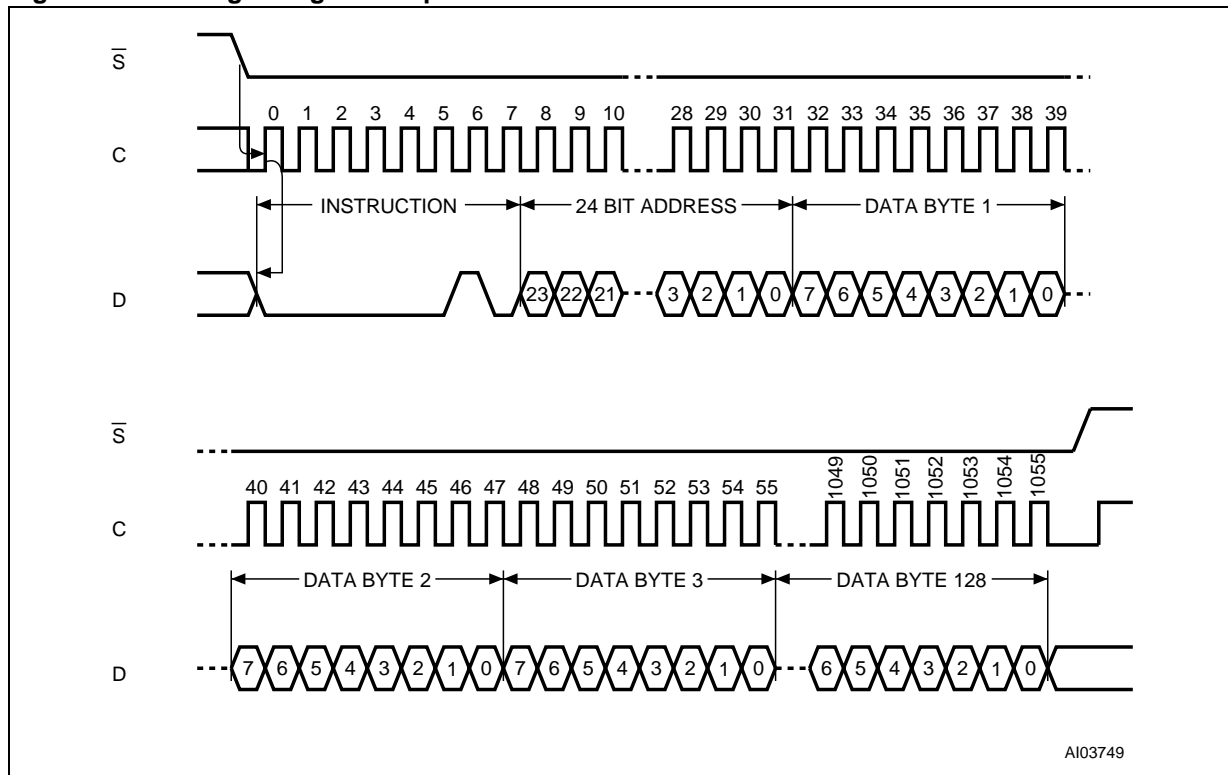 S
0 1 2 3 4 5 6 7 8 9 10 28 29 30 31 32 33 34 35 36 37 38 39
C
INSTRUCTION 24 BIT ADDRESS DATA BYTE 1
D 23 22 21 3 2 1 0 7 6 5 4 3 2 1 0
S
40 41 42 43 44 45 46 47 48 49 50 51 52 53 54 55 1049 1050 1051 1052 1053 1054 1055
C
DATA BYTE 2 DATA BYTE 3 DATA BYTE 128
D 7 6 5 4 3 2 1 0 7 6 5 4 3 2 1 0 6 5 4 3 2 1 0
AI03749